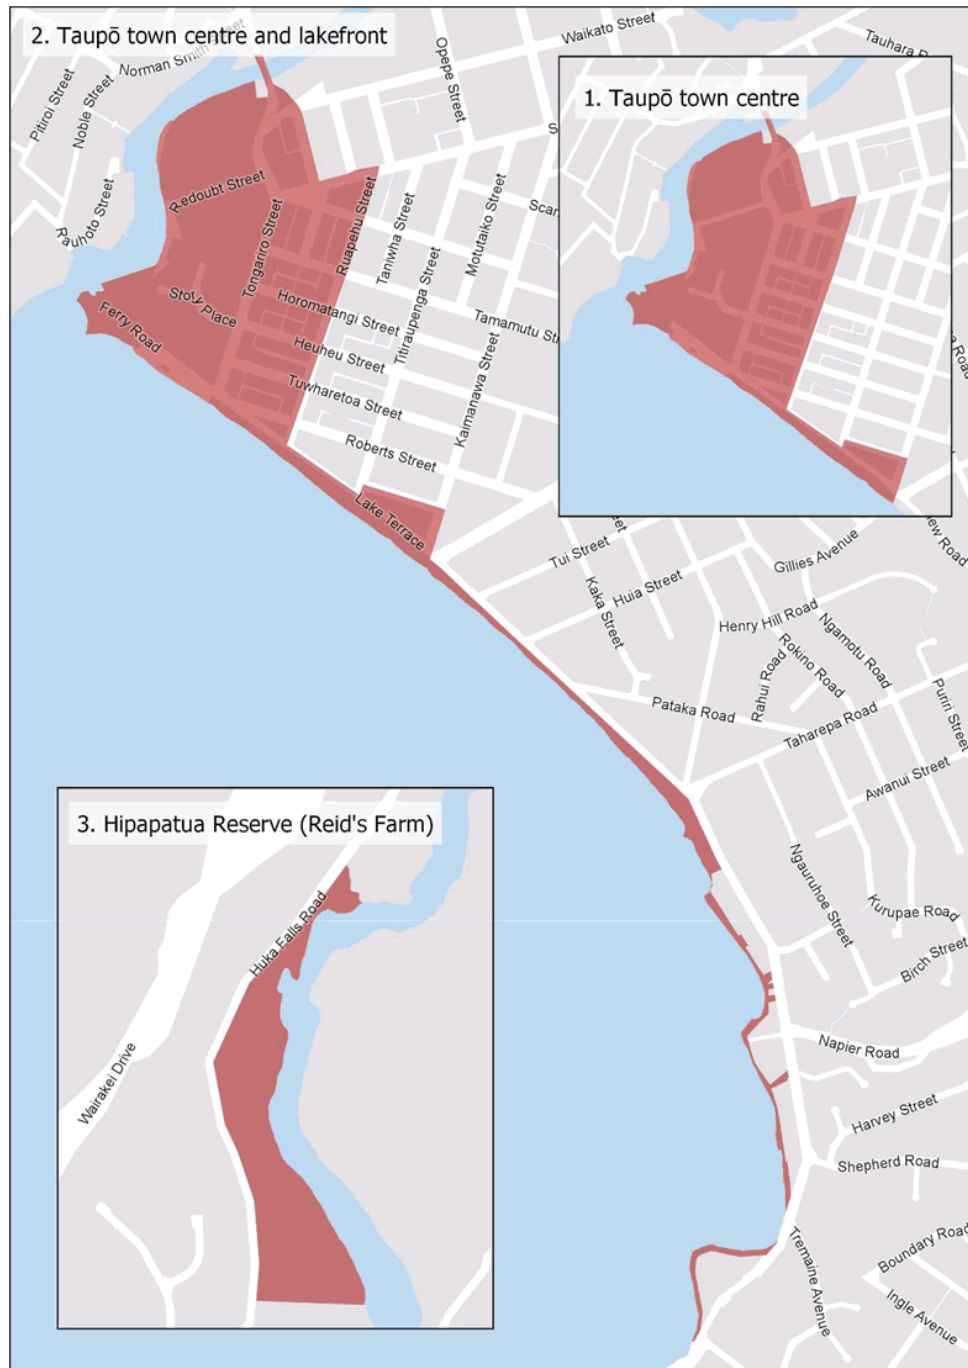 2. Taupō town centre and lakefront
Waikato Street
Norman Smith Street
Opepe Street
Pitiroi Street
Noble Street
1. Taupō town centre
Rauhoto Street
Redoubt Street
Tongariro Street
Ruapehu Street
Taniwha Street
Motutaiko Street
Titiraupenga Street
Story Place
Ferry Road
Horomatangi Street
Tamamutu
Heuheu Street
Kaimanawa Street
Tuwharetoa Street
Roberts Street
Lake Terrace
Road
Tui Street
Gillies Avenue
Huia Street
Kaka Street
Henry Hill Road
Ngamotu Road
Rokino Road
Rahui Road
Puriri Street
Pataka Road
Taharepa Road
Awanui Street
3. Hipapatua Reserve (Reid's Farm)
Ngauruhoe Street
Kurupae Road
Huka Falls Road
Birch Street
Napier Road
Wairakei Drive
Harvey Street
Shepherd Road
Tremaine Avenue
Boundary Road
Ingle Avenue